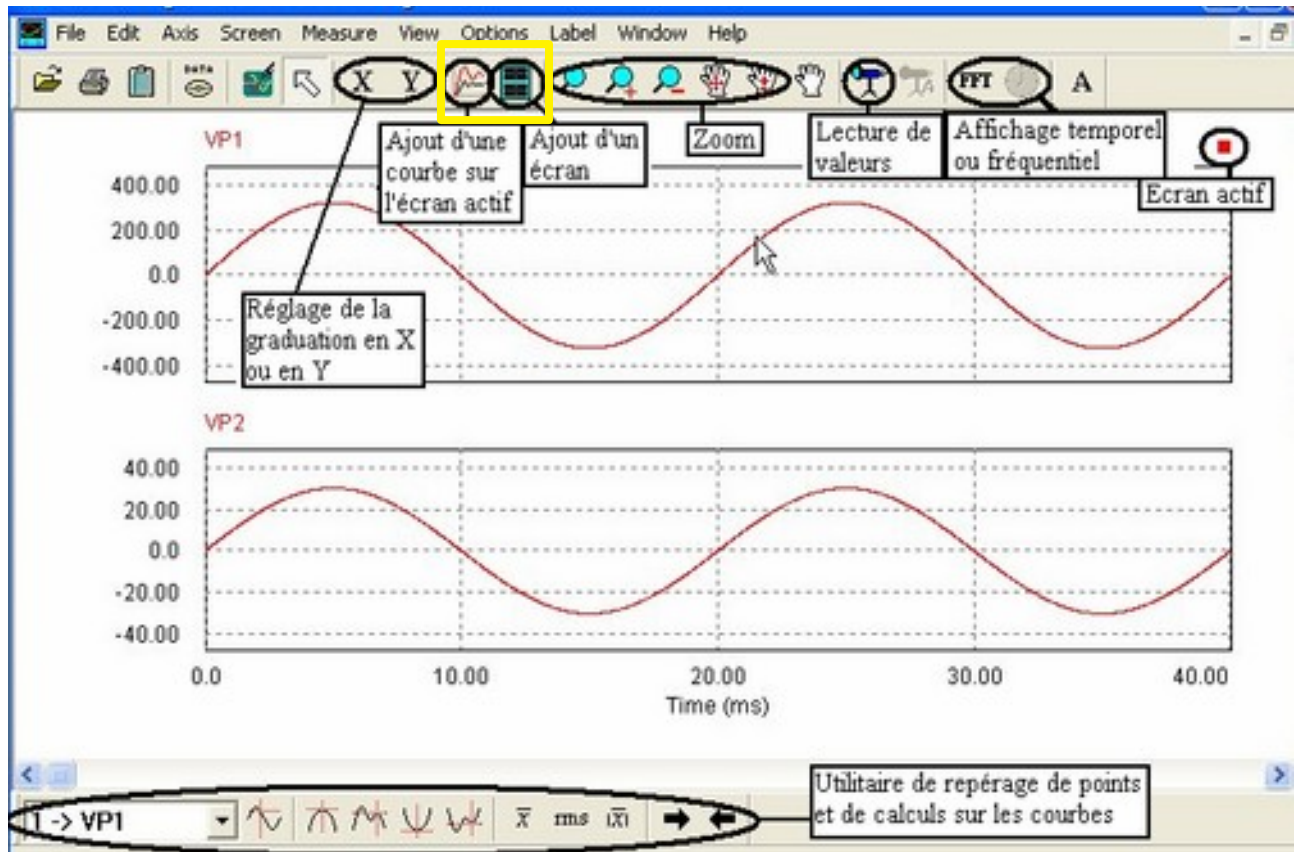 File Edit Axis Screen Measure View Options Label Window Help
DATA
X Y
FFT
A
VP1
Ajout d'une
courbe sur
l'écran actif
Ajout d'un
écran
Zoom
Lecture de
valeurs
Affichage temporel
ou fréquentiel
Ecran actif
400.00
200.00
0.0
-200.00
-400.00
Réglage de la
graduation en X
ou en Y
VP2
40.00
20.00
0.0
-20.00
-40.00
0.0 10.00 20.00 30.00 40.00
Time (ms)
Utilitaire de repérage de points
et de calculs sur les courbes
1 -> VP1
x̅ rms |x̅|